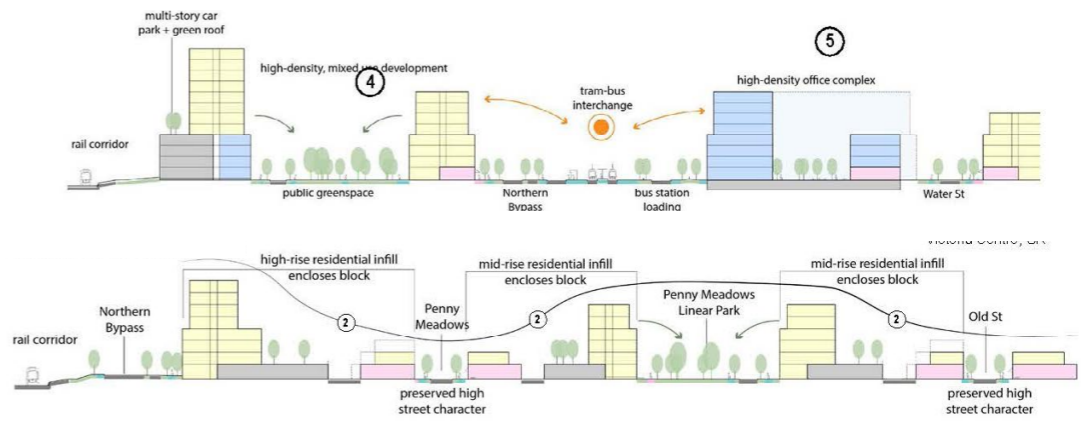 multi-story car
park + green roof
4
5
high-density, mixed use development
high-density office complex
tram-bus
interchange
rail corridor
public greenspace
Northern
Bypass
bus station
loading
Water St
high-rise residential infill
encloses block
mid-rise residential infill
encloses block
mid-rise residential infill
encloses block
Northern
Bypass
Penny
Meadows
Penny Meadows
Linear Park
Old St
2
2
2
rail corridor
preserved high
street character
preserved high
street character